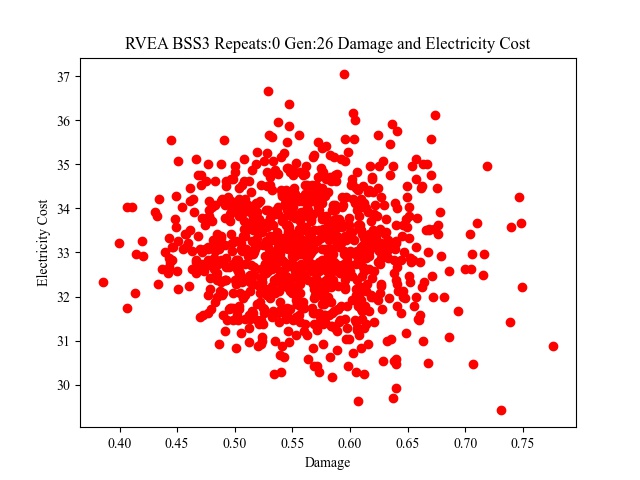 RVEA BSS3 Repeats:0 Gen:26 Damage and Electricity Cost
37
36
35
34
33
32
31
30
Electricity Cost
0.40 0.45 0.50 0.55 0.60 0.65 0.70 0.75
Damage